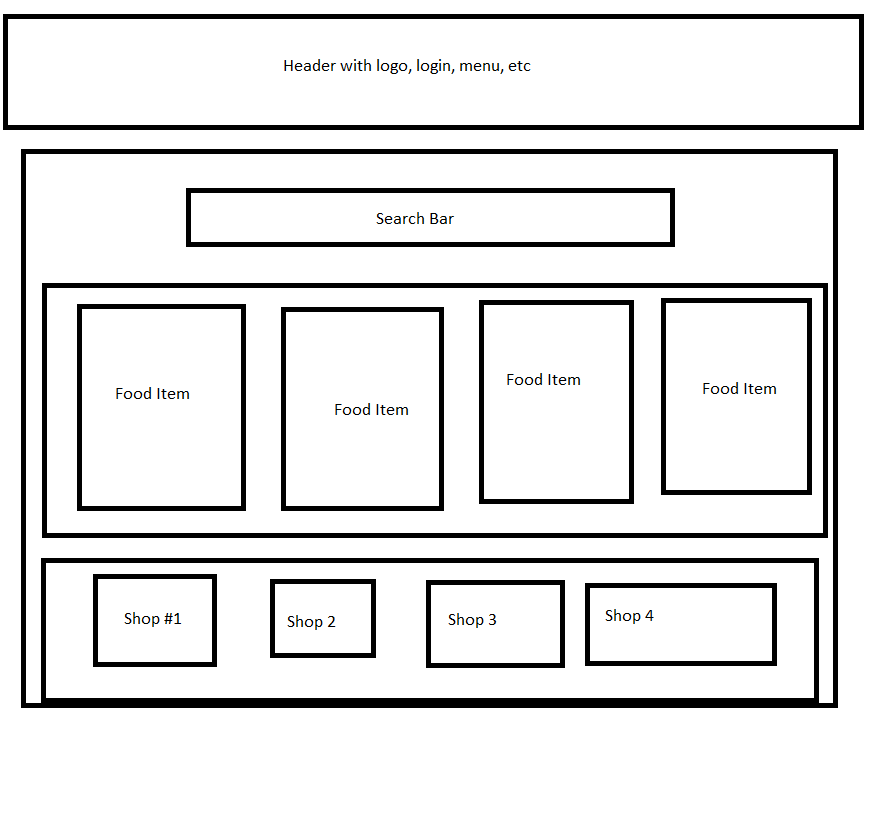 Header with logo, login, menu, etc
Search Bar
Food Item
Food Item
Food Item
Food Item
Shop #1
Shop 2
Shop 3
Shop 4